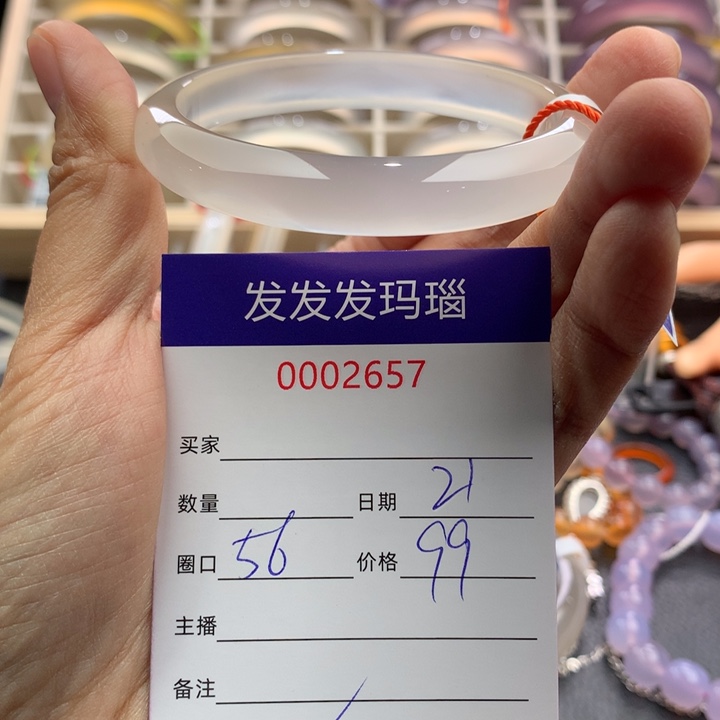 发发发玛瑙
0002657
买家
数量 日期 21
圈口 56 价格 99
主播
备注